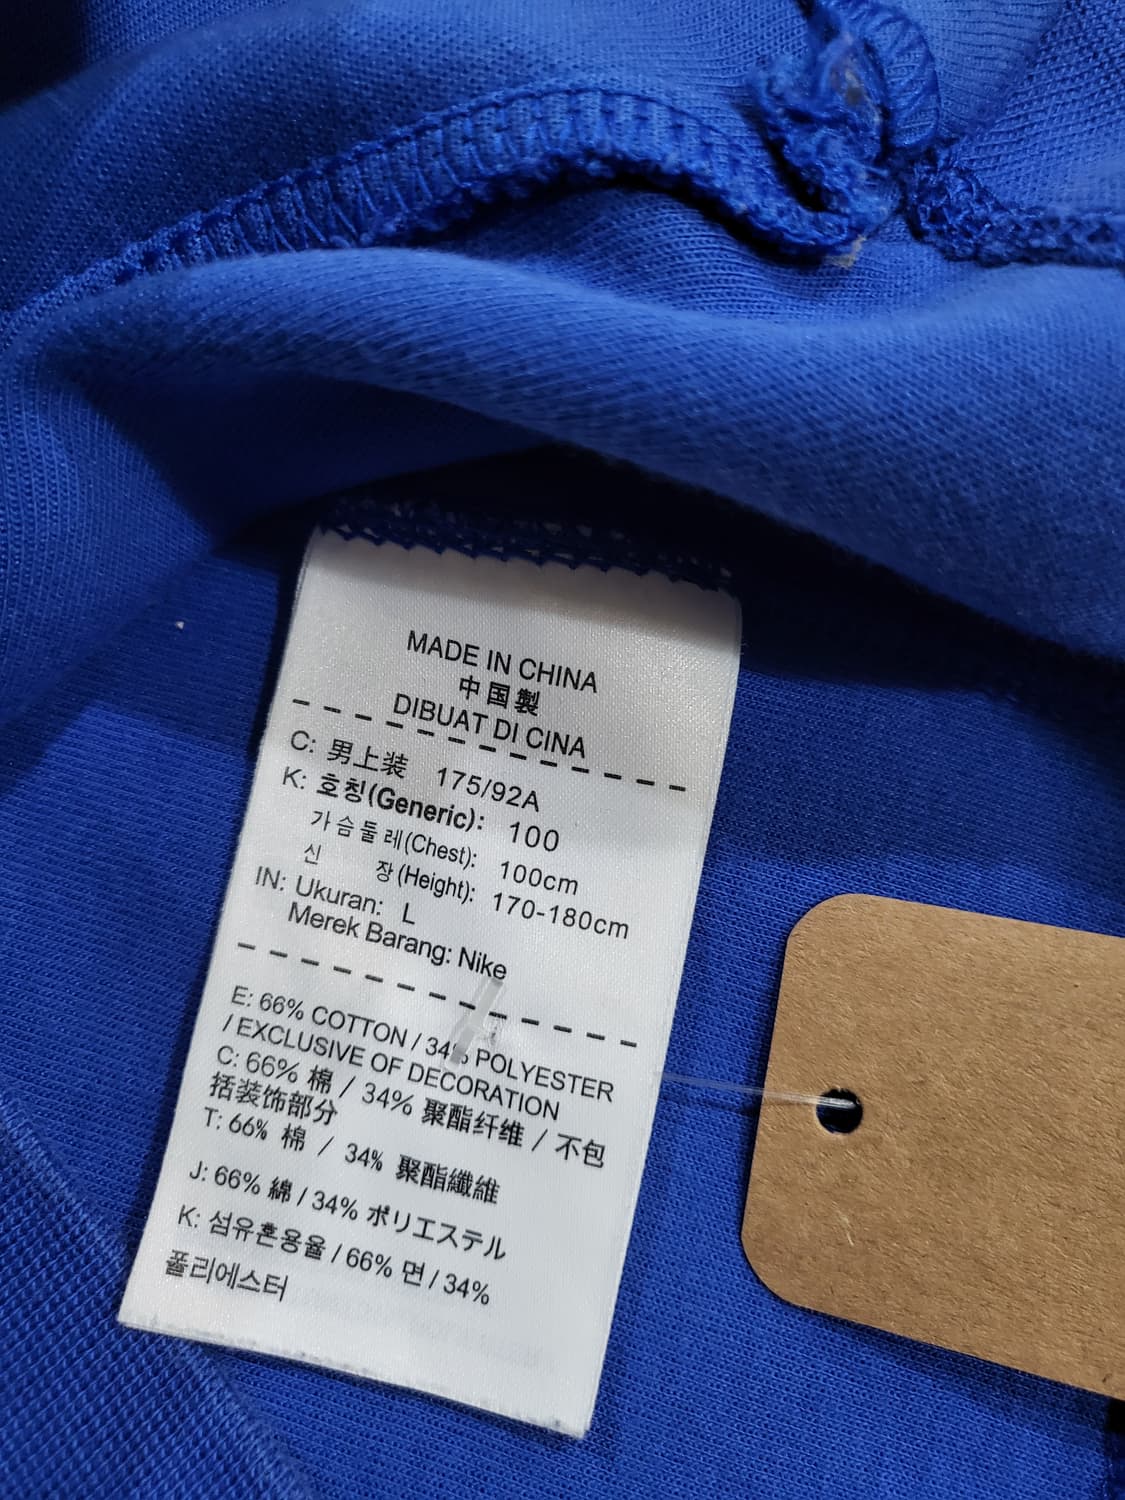 MADE IN CHINA
中国製
DIBUAT DI CINA
C: 男上装 175/92A
K: 호칭(Generic): 100
가슴둘레(Chest): 100cm
신 장(Height): 170-180cm
IN: Ukuran: L
Merek Barang: Nike
E: 66% COTTON / 34% POLYESTER
/ EXCLUSIVE OF DECORATION
C: 66% 棉 / 34% 聚酯纤维 / 不包
括装饰部分
T: 66% 棉 / 34% 聚酯纖維
J: 66% 綿 / 34% ポリエステル
K: 섬유혼용율 / 66% 면 / 34%
폴리에스터